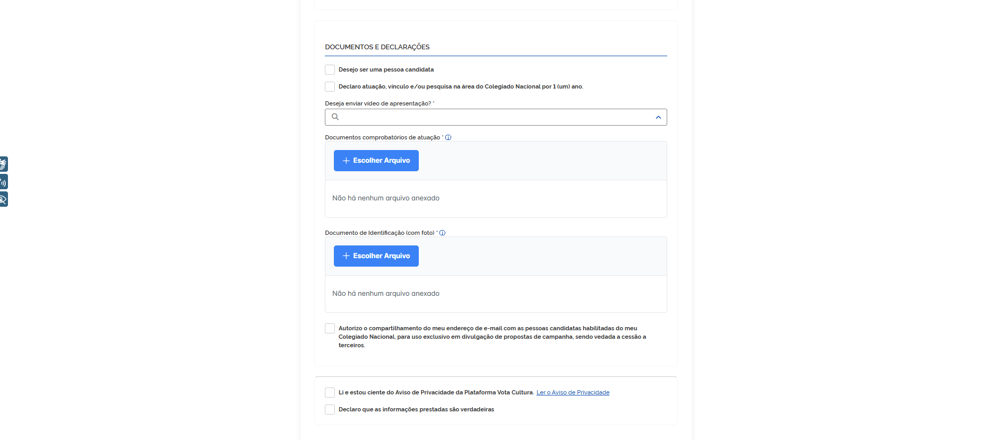 DOCUMENTOS E DECLARAÇÕES
Desejo ser uma pessoa candidata
Declaro atuação, vínculo e/ou pesquisa na área do Colegiado Nacional por 1 (um) ano.
Deseja enviar vídeo de apresentação? *
Documentos comprobatórios de atuação *
Escolher Arquivo
Não há nenhum arquivo anexado
Documento de Identificação (com foto) *
Escolher Arquivo
Não há nenhum arquivo anexado
Autorizo o compartilhamento do meu endereço de e-mail com as pessoas candidatas habilitadas do meu
Colegiado Nacional, para uso exclusivo em divulgação de propostas de campanha, sendo vedada a cessão a
terceiros.
Li e estou ciente do Aviso de Privacidade da Plataforma Vota Cultura. Ler o Aviso de Privacidade
Declaro que as informações prestadas são verdadeiras